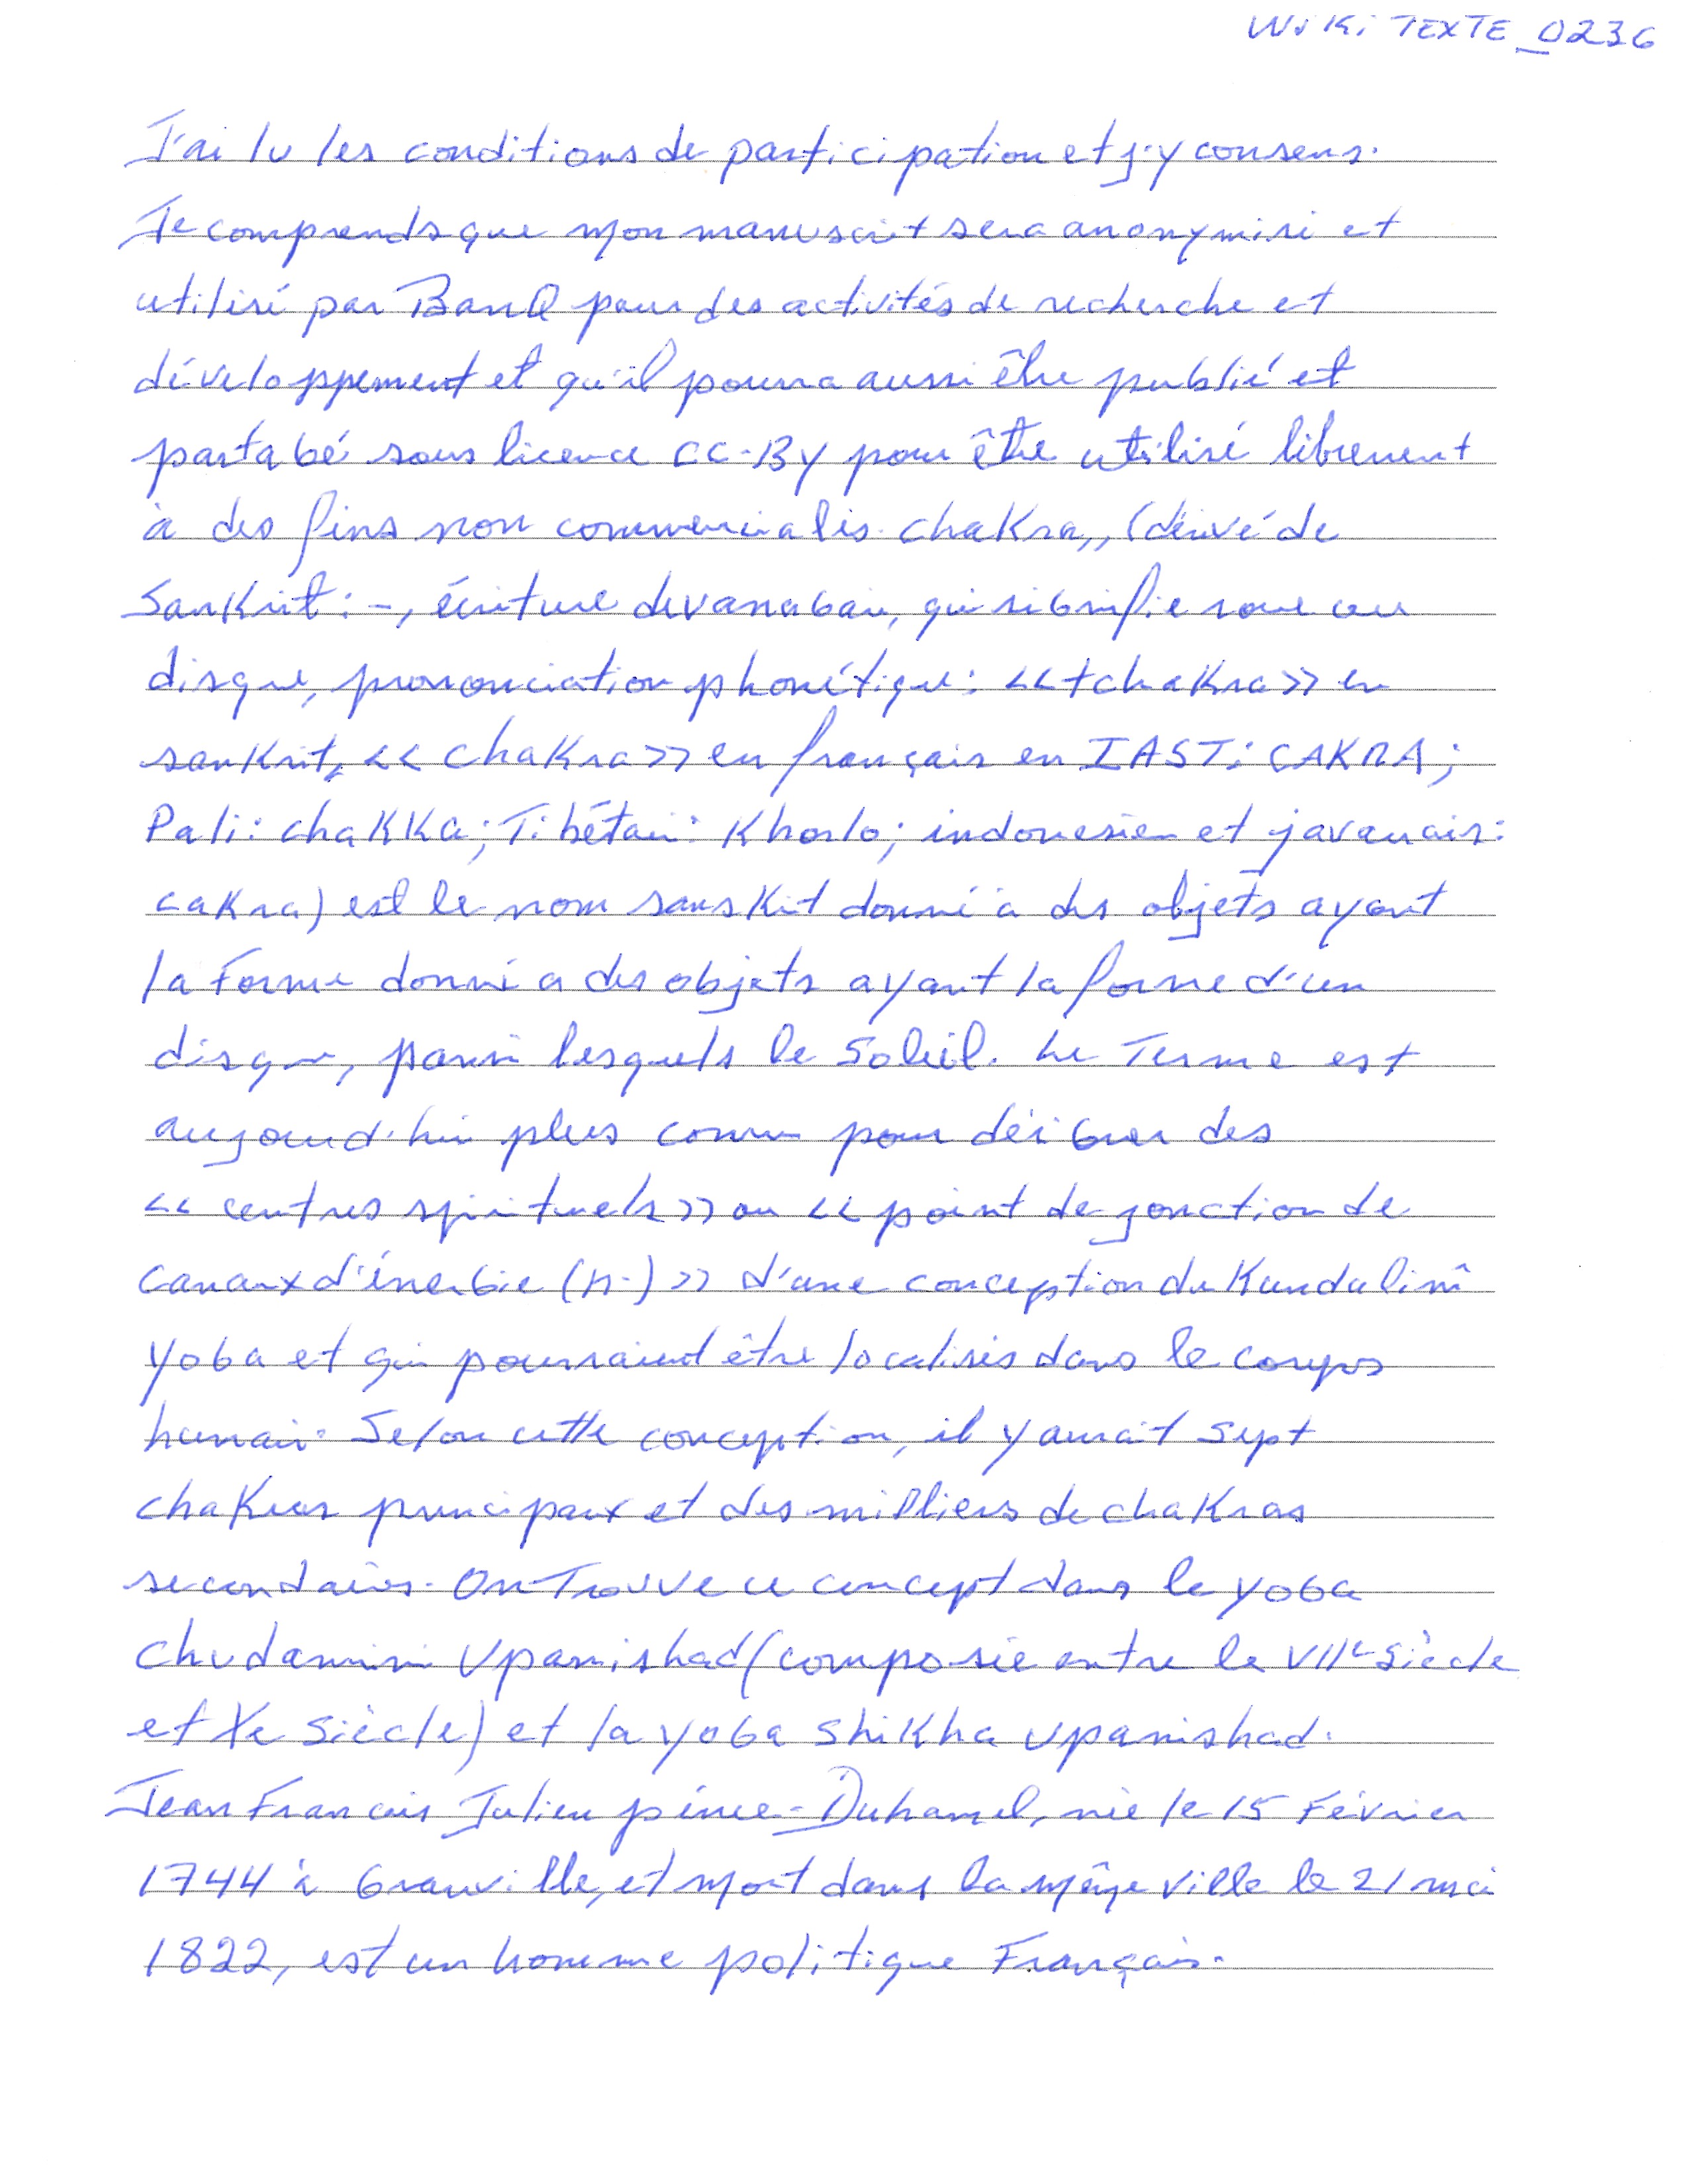 WiKi TEXTE_0236
J'ai lu les conditions de participation et j'y consens.
Je comprends que mon manuscrit sera anonymisé et
utilisé par BanQ pour des activités de recherche et
développement et qu'il pourra aussi être publié et
partagé sous licence CC-BY pour être utilisé librement
à des fins non commerciales. chakra,, (dérivé de
Sankrit : -, écriture devanagari, qui signifie roue ou
disque, prononciation phonétique : << tchakra >> en
sankrit, << chakra >> en français en IAST : CAKRA ;
Pali : chakka ; Tibétain : Khorlo ; indonesien et javanais :
cakra) est le nom sanskit donné à des objets ayant
la Forme donné a des objets ayant la forme d'un
disque, parmi lesquels le Soleil. Le Terme est
aujourd'hui plus connu pour désigner des
<< centres spirituels >> ou << point de jonction de
canaux d'énergie (n.) >> d'une conception du Kundalinî
yoga et qui pourraient être localisés dans le corps
humain. Selon cette conception, il y aurait sept
chakras principaux et des milliers de chakras
secondaires. On Trouve ce concept dans le yoga
chudamini Upanishad (composée entre le VIIe siècle
et Xe siècle) et la yoga shikha upanishad.
Jean Francois Julien pinee-Duhamel, née le 15 Février
1744 à Granville, et mort dans la même ville le 21 mai
1822, est un homme politique Français.